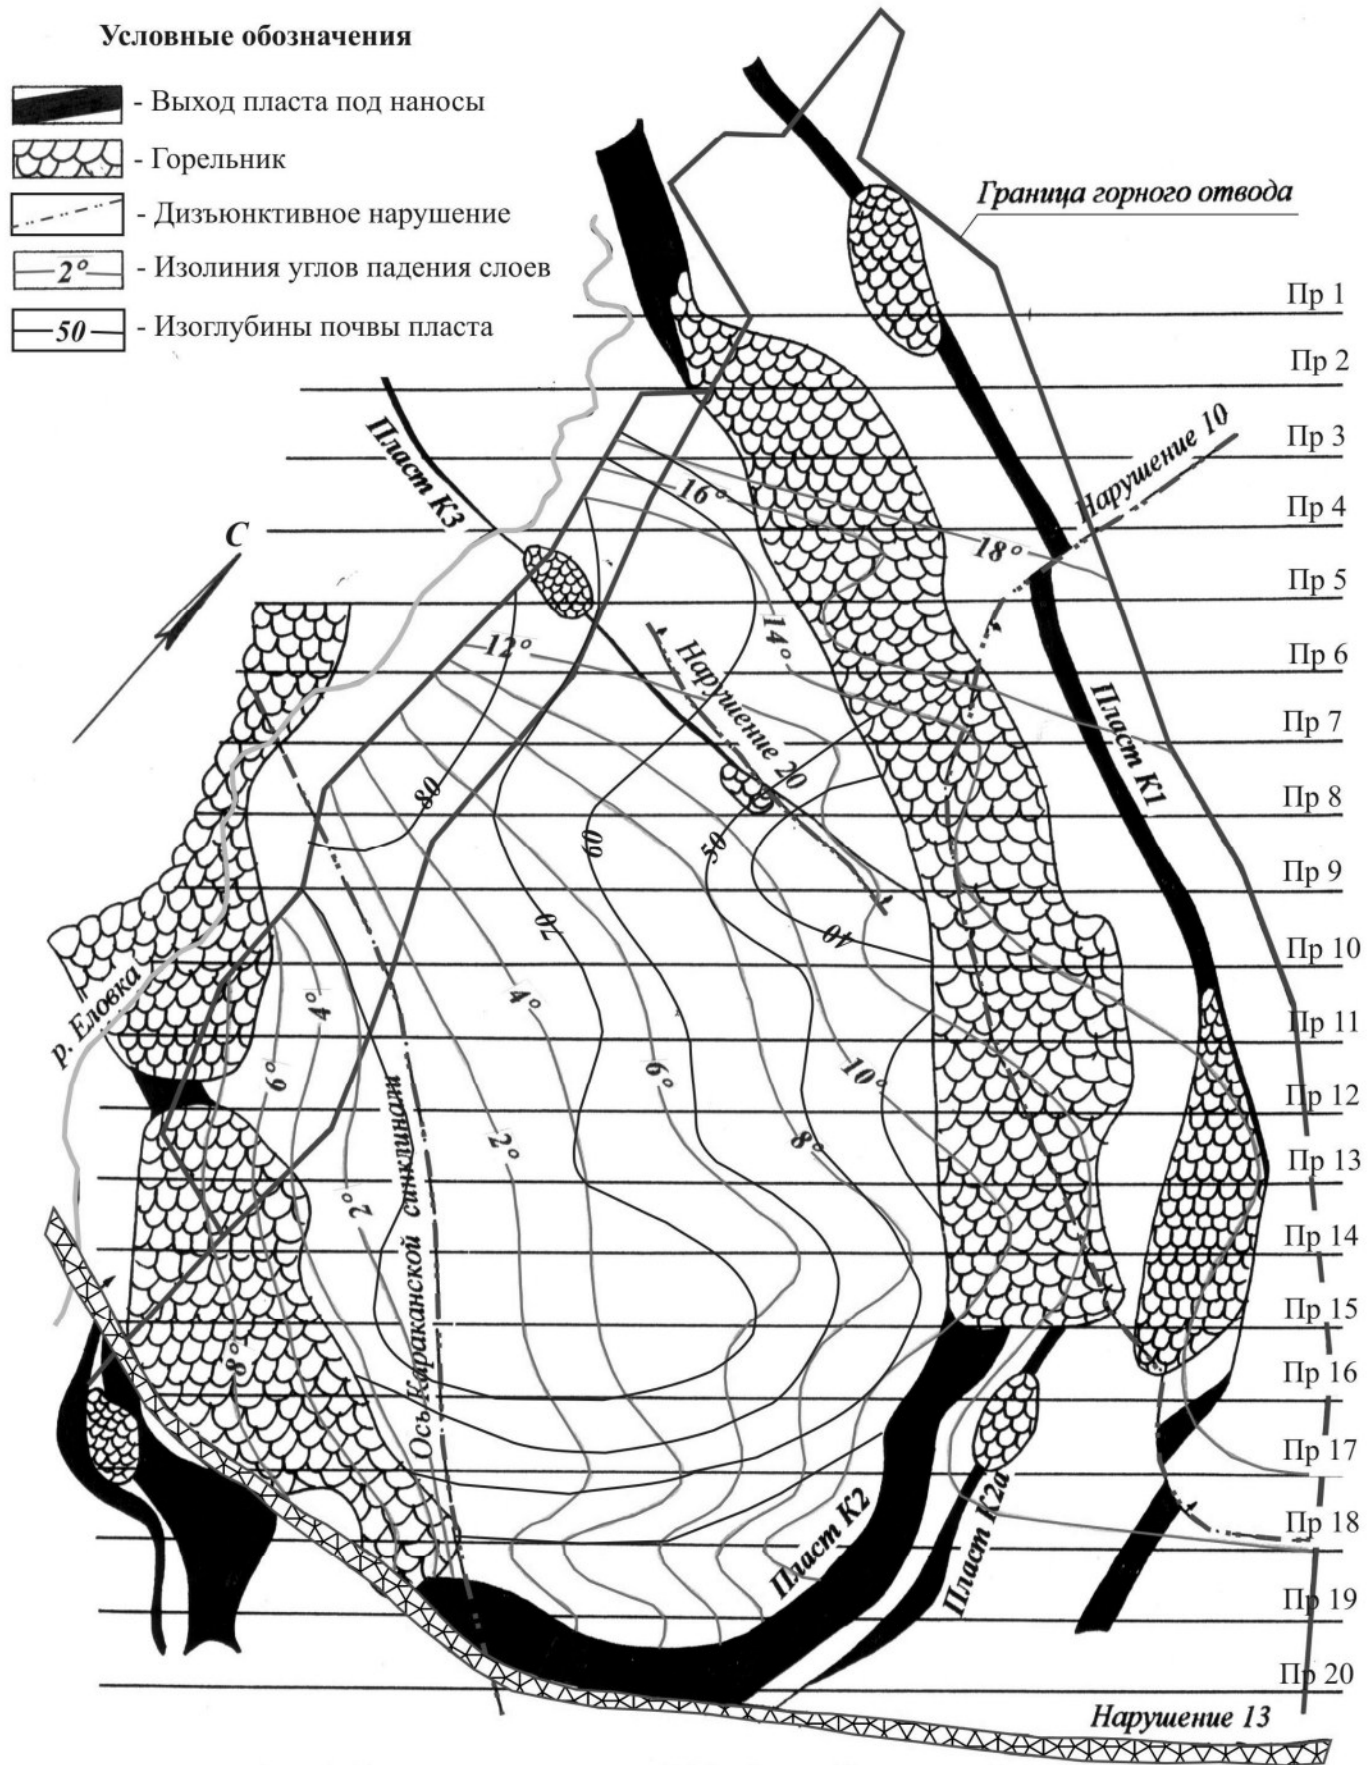 Условные обозначения
- Выход пласта под наносы
- Горельник
- Дизъюнктивное нарушение
2° - Изолиния углов падения слоев
50 - Изоглубины почвы пласта
Граница горного отвода
Пр 1
Пр 2
Пр 3
Нарушение 10
Пласт К3
16°
Пр 4
С
18°
Пр 5
12°
14°
Пр 6
Нарушение 20
Пласт К1
Пр 7
80
Пр 8
60
50
Пр 9
70
40
Пр 10
р. Еловка
4°
4°
Пр 11
6°
6°
10°
Пр 12
2°
8°
Пр 13
2°
Ось Караканской синклинали
Пр 14
Пр 15
8°
Пр 16
Пр 17
Пласт К2
Пласт К2а
Пр 18
Пр 19
Пр 20
Нарушение 13